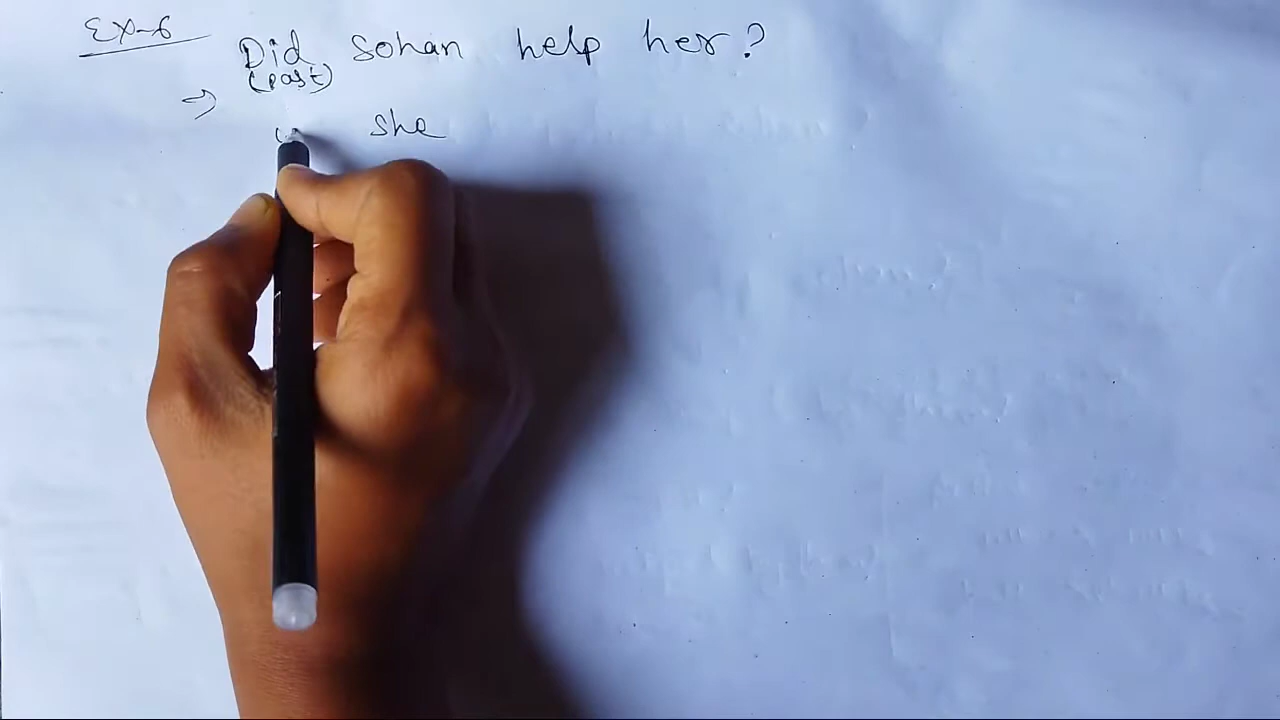 Ex-6 Did Sohan help her?
(past)
⇒ she